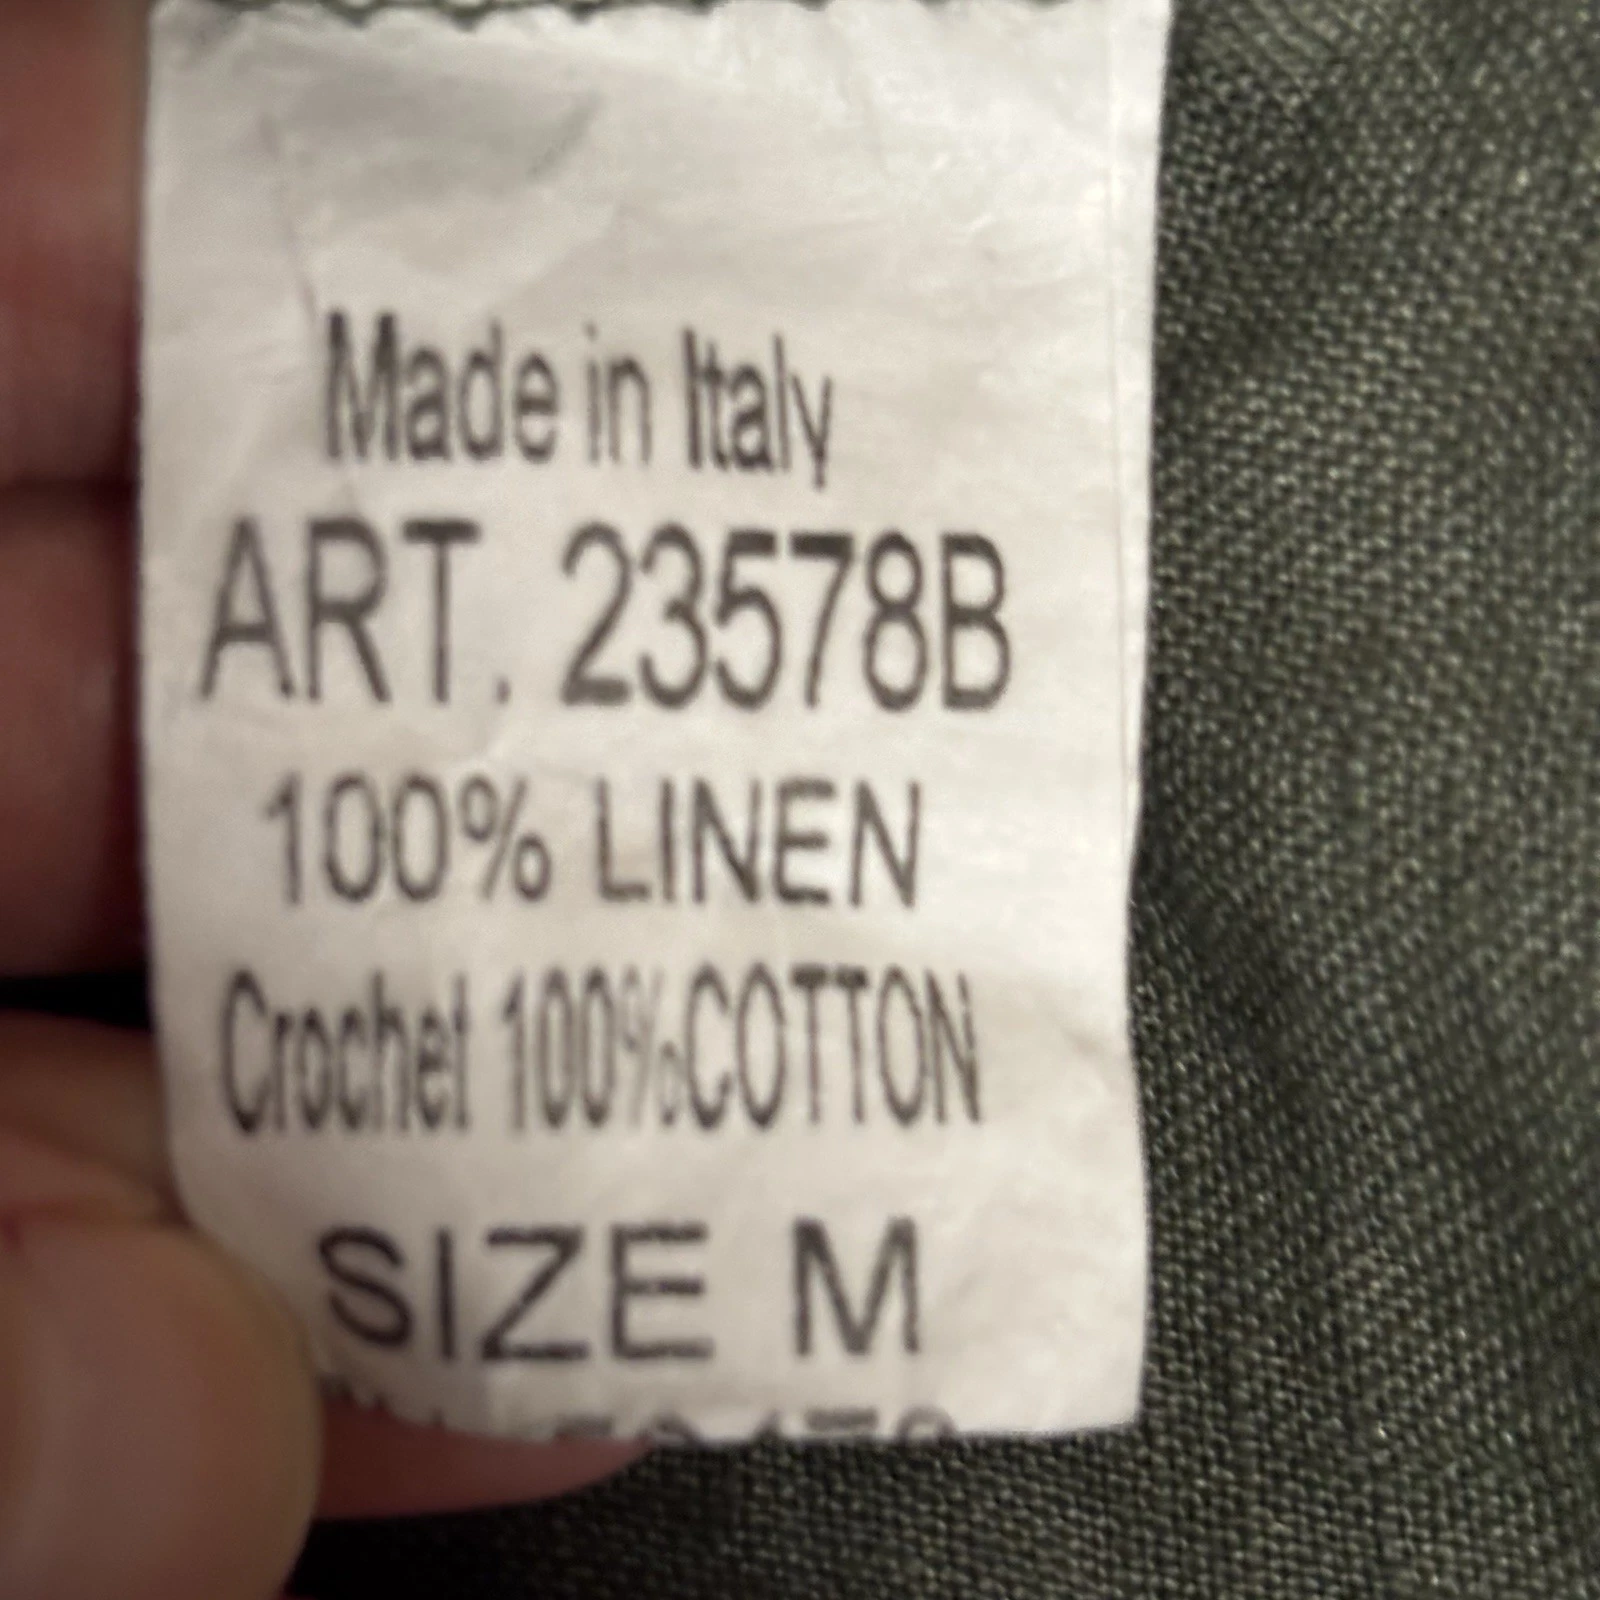 Made in Italy
ART. 23578B
100% LINEN
Crochet 100%COTTON
SIZE M